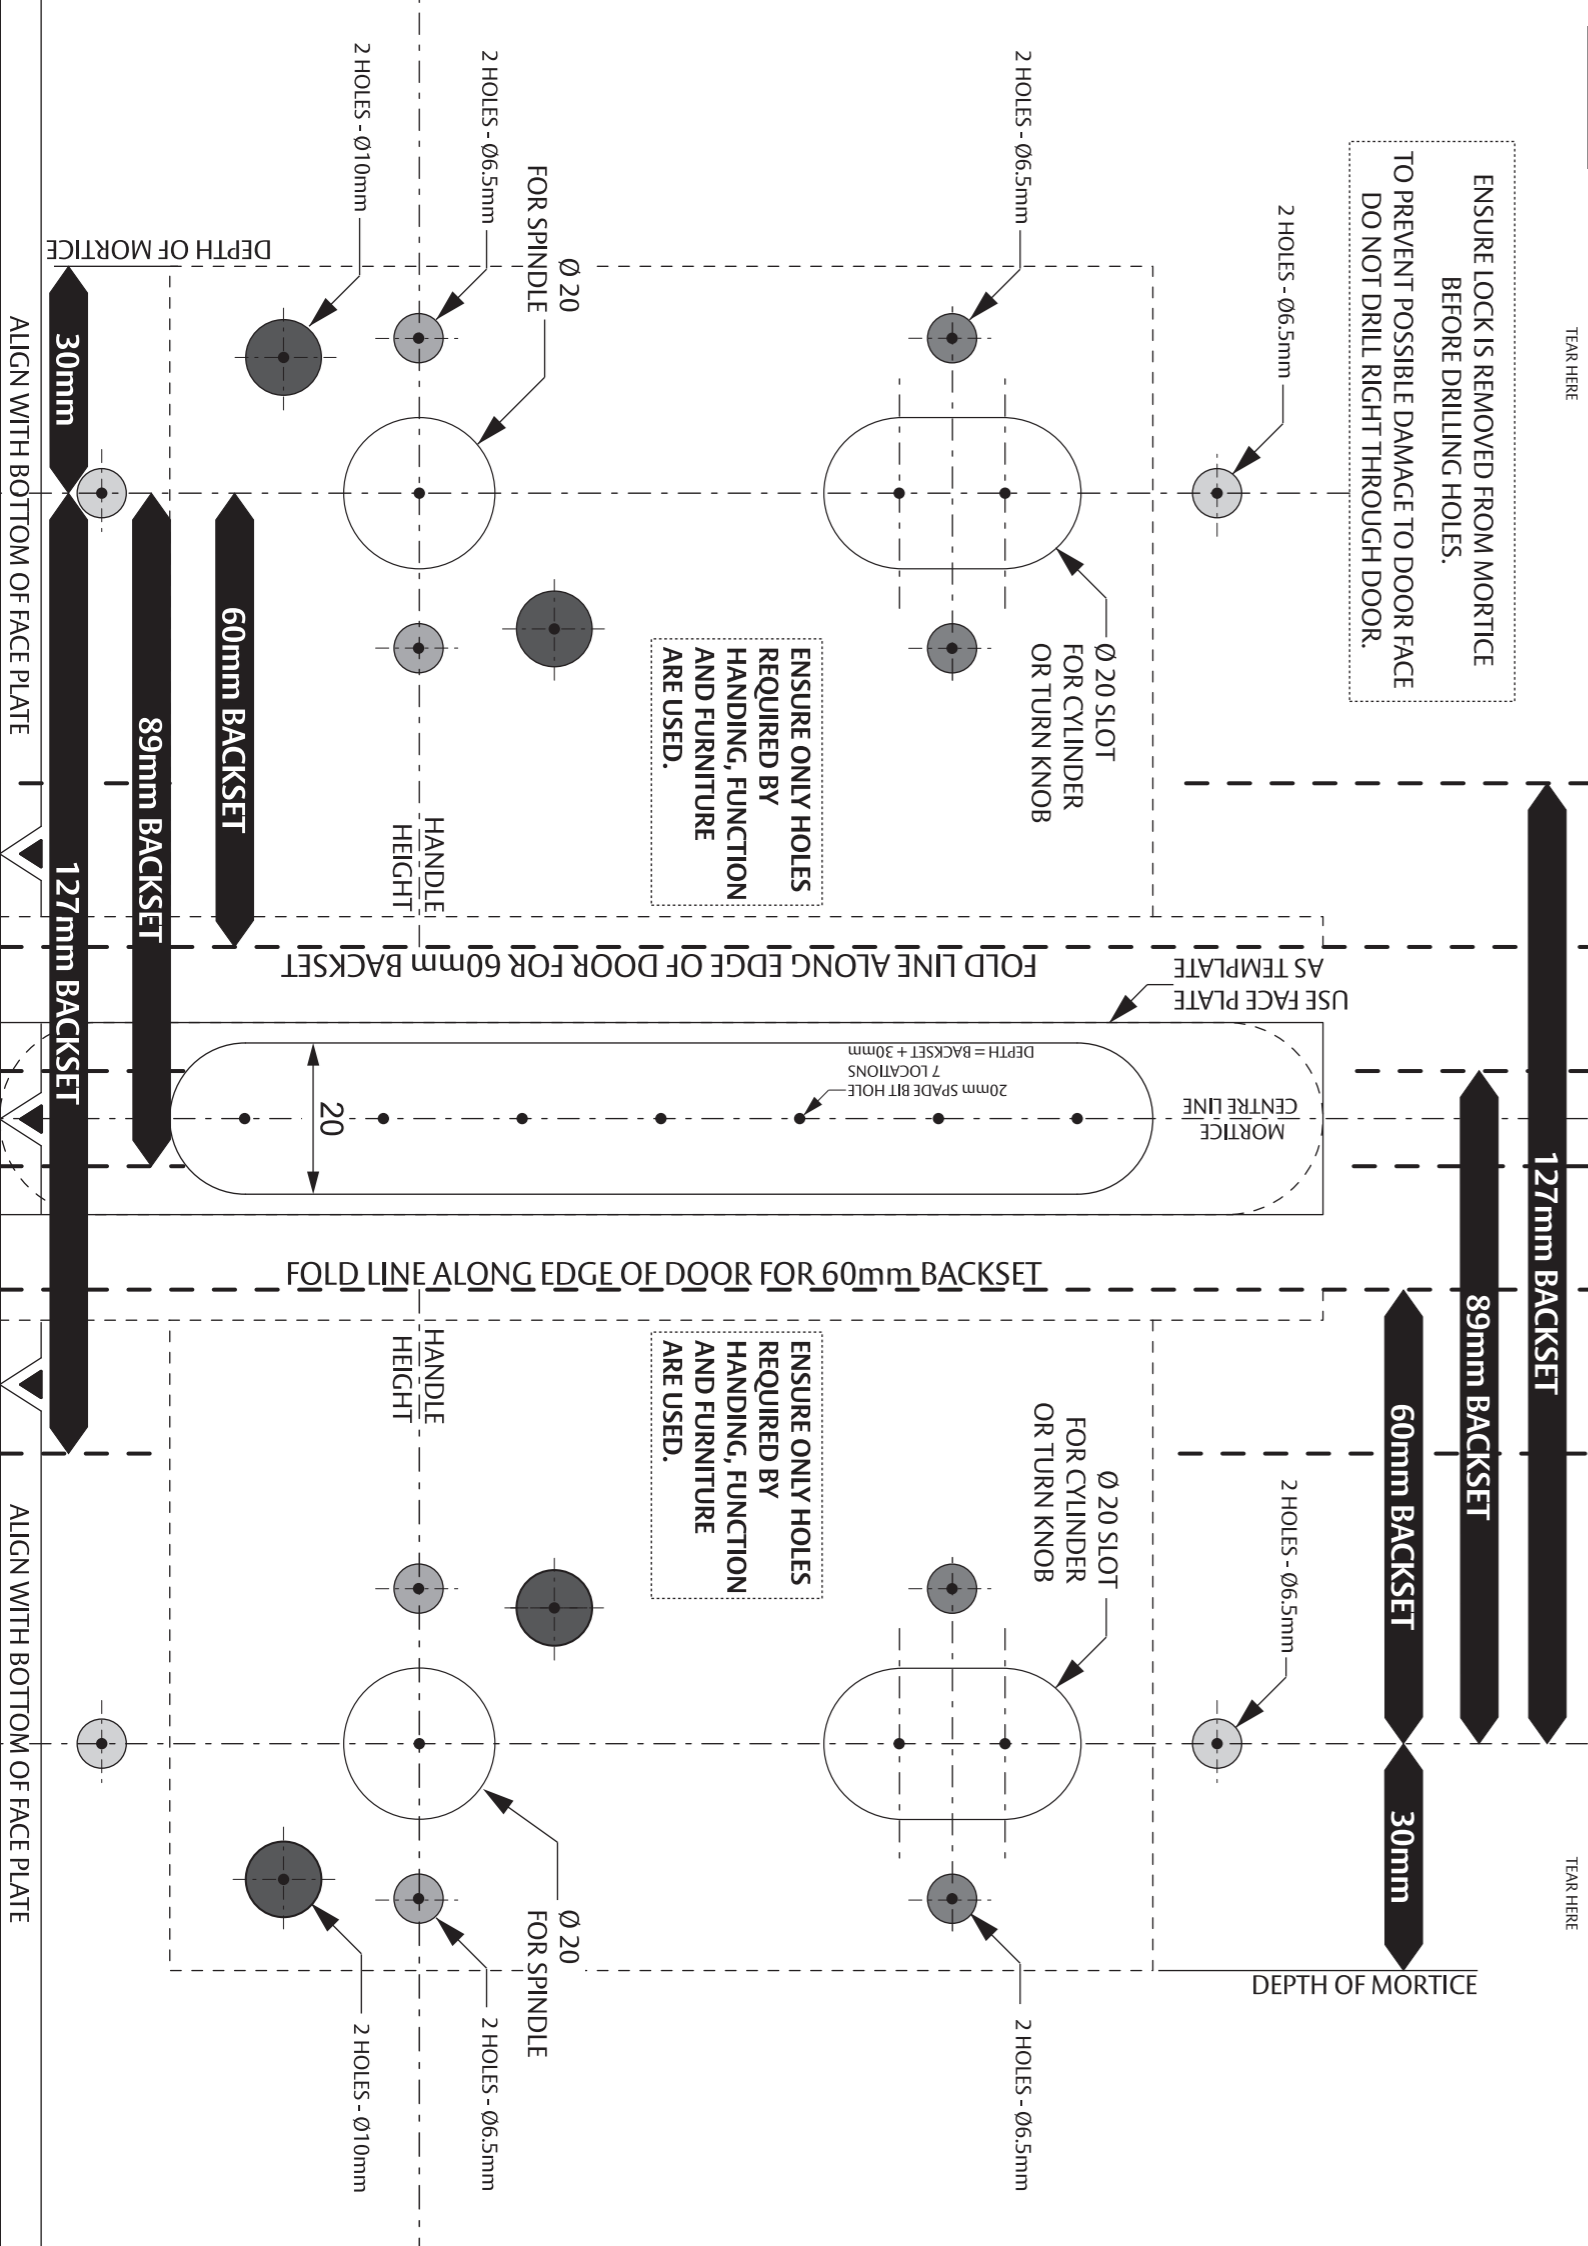 TEAR HERE
ENSURE LOCK IS REMOVED FROM MORTICE
BEFORE DRILLING HOLES.
TO PREVENT POSSIBLE DAMAGE TO DOOR FACE
DO NOT DRILL RIGHT THROUGH DOOR.
2 HOLES - Ø6.5mm
2 HOLES - Ø6.5mm
Ø 20
FOR SPINDLE
2 HOLES - Ø6.5mm
2 HOLES - Ø10mm
DEPTH OF MORTICE
30mm
ALIGN WITH BOTTOM OF FACE PLATE
Ø 20 SLOT
FOR CYLINDER
OR TURN KNOB
ENSURE ONLY HOLES
REQUIRED BY
HANDING, FUNCTION
AND FURNITURE
ARE USED.
HANDLE
HEIGHT
60mm BACKSET
89mm BACKSET
127mm BACKSET
FOLD LINE ALONG EDGE OF DOOR FOR 60mm BACKSET
USE FACE PLATE
AS TEMPLATE
20mm SPADE BIT HOLE
7 LOCATIONS
DEPTH = BACKSET + 30mm
MORTICE
CENTRE LINE
20
FOLD LINE ALONG EDGE OF DOOR FOR 60mm BACKSET
127mm BACKSET
89mm BACKSET
60mm BACKSET
30mm
DEPTH OF MORTICE
TEAR HERE
HANDLE
HEIGHT
ENSURE ONLY HOLES
REQUIRED BY
HANDING, FUNCTION
AND FURNITURE
ARE USED.
Ø 20 SLOT
FOR CYLINDER
OR TURN KNOB
2 HOLES - Ø6.5mm
2 HOLES - Ø6.5mm
Ø 20
FOR SPINDLE
2 HOLES - Ø6.5mm
2 HOLES - Ø10mm
ALIGN WITH BOTTOM OF FACE PLATE